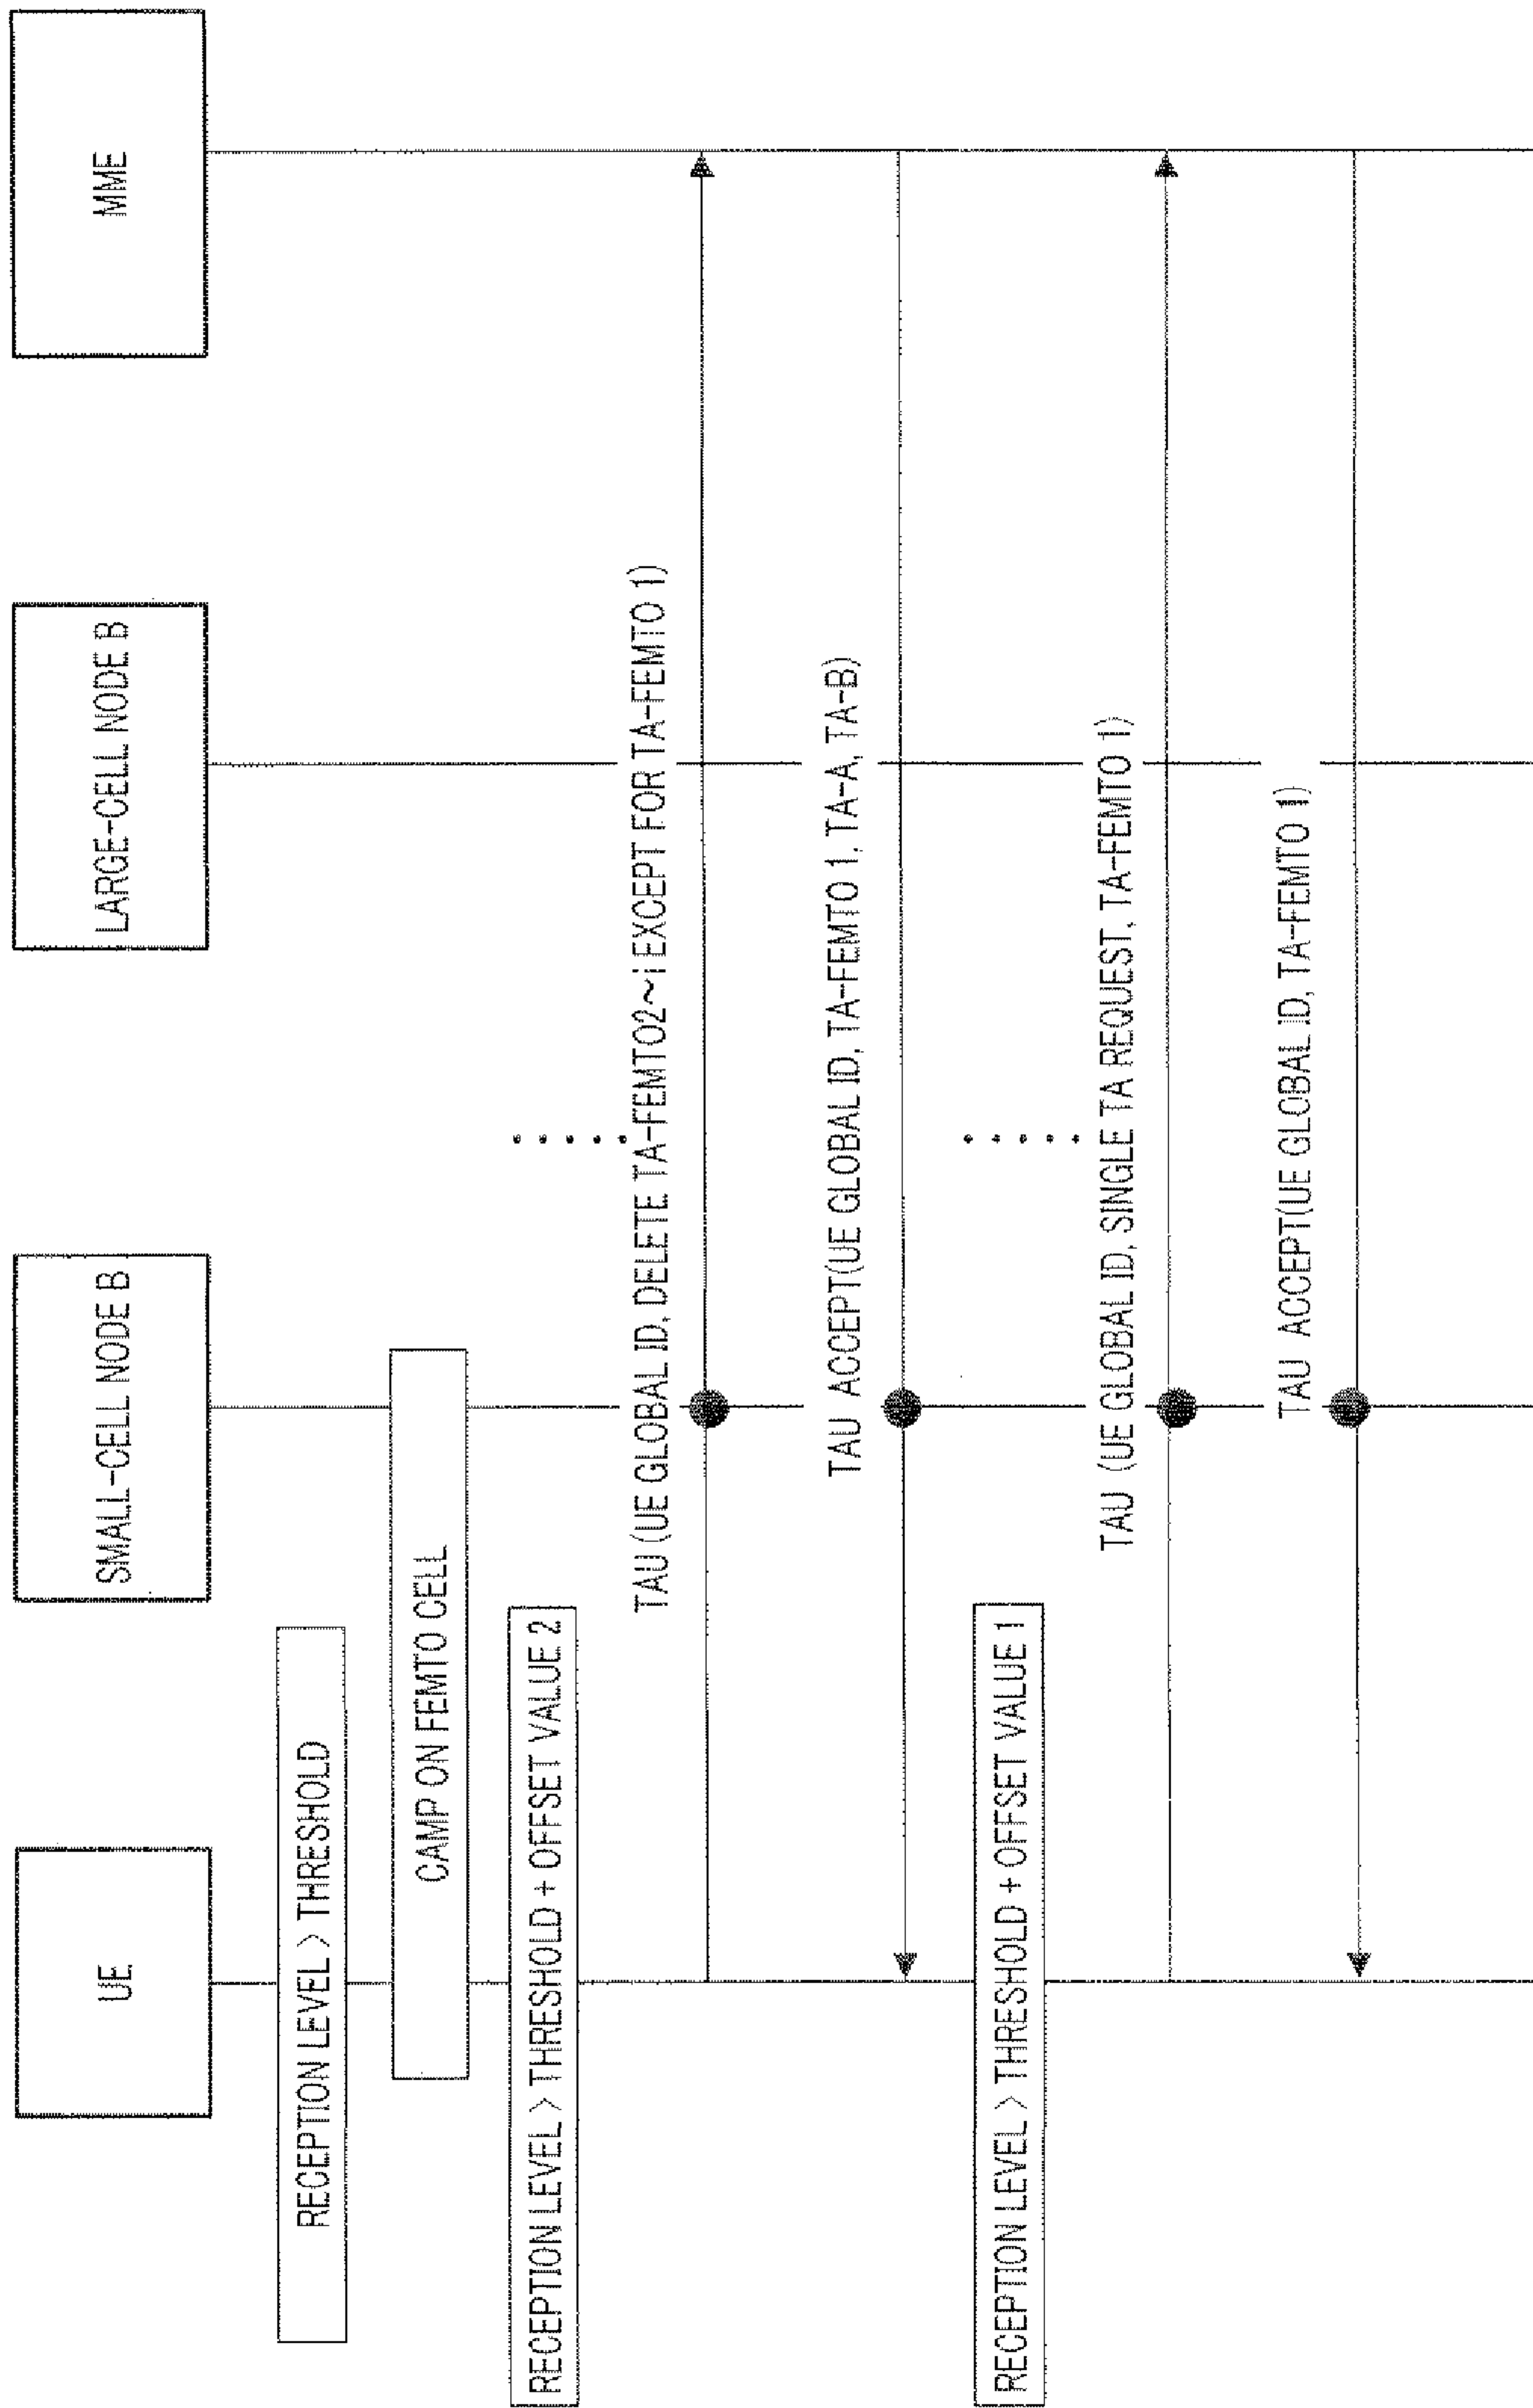 UE
SMALL-CELL NODE B
LARGE-CELL NODE B
MME
RECEPTION LEVEL > THRESHOLD
CAMP ON FEMTO CELL
RECEPTION LEVEL > THRESHOLD + OFFSET VALUE 2
TAU (UE GLOBAL ID, DELETE TA-FEMTO2~i EXCEPT FOR TA-FEMTO 1)
TAU ACCEPT(UE GLOBAL ID, TA-FEMTO 1, TA-A, TA-B)
RECEPTION LEVEL > THRESHOLD + OFFSET VALUE 1
TAU (UE GLOBAL ID, SINGLE TA REQUEST, TA-FEMTO 1)
TAU ACCEPT(UE GLOBAL ID, TA-FEMTO 1)